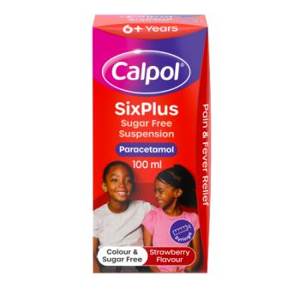 6+ Years
Calpol®
SixPlus
Sugar Free
Suspension
Paracetamol
100 ml
Pain & Fever Relief
Colour &
Sugar Free
Strawberry
Flavour